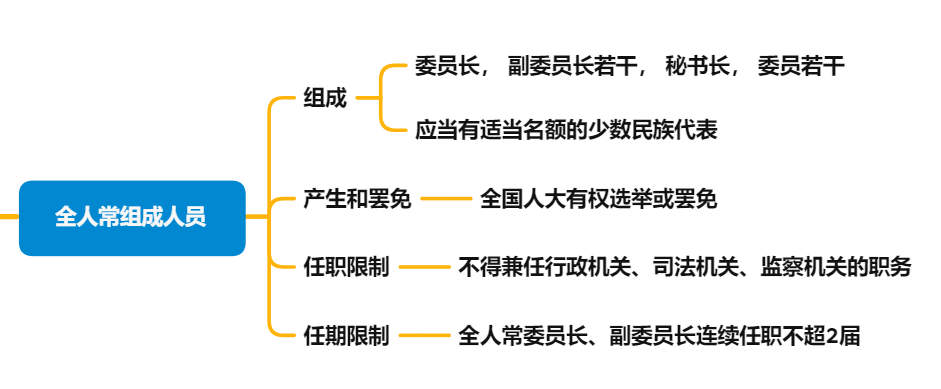 全人常组成人员
组成
委员长， 副委员长若干， 秘书长， 委员若干
应当有适当名额的少数民族代表
产生和罢免
全国人大有权选举或罢免
任职限制
不得兼任行政机关、司法机关、监察机关的职务
任期限制
全人常委员长、副委员长连续任职不超2届